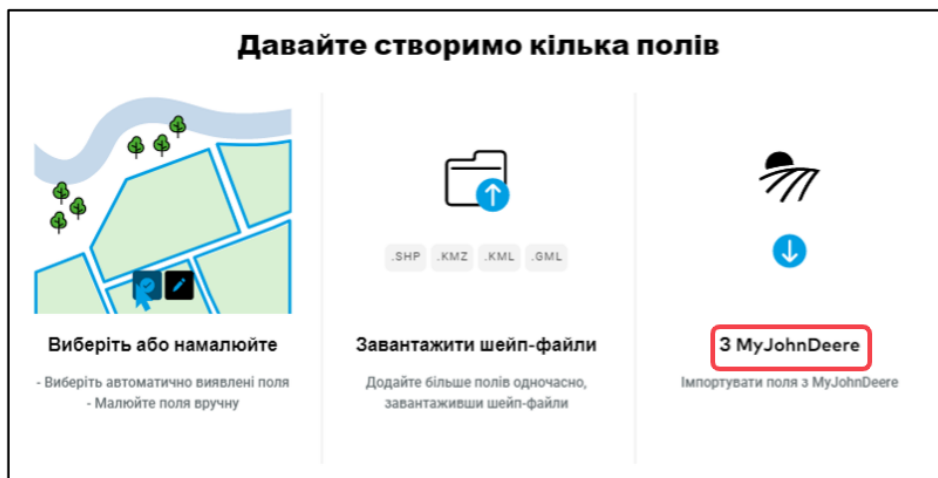 Давайте створимо кілька полів
Виберіть або намалюйте
- Виберіть автоматично виявлені поля
- Малюйте поля вручну
.SHP .KMZ .KML .GML
Завантажити шейп-файли
Додайте більше полів одночасно,
завантаживши шейп-файли
З MyJohnDeere
Імпортувати поля з MyJohnDeere